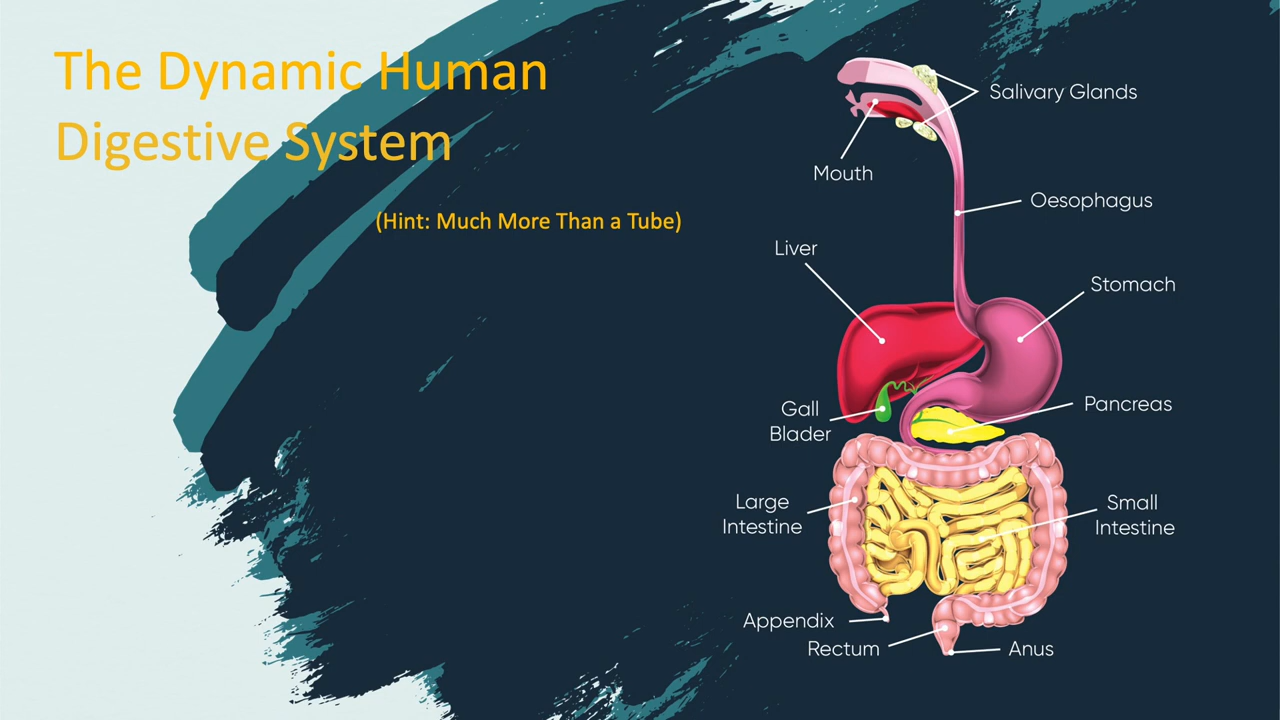 The Dynamic Human
Digestive System
(Hint: Much More Than a Tube)
Salivary Glands
Mouth
Oesophagus
Liver
Stomach
Gall
Blader
Pancreas
Large
Intestine
Small
Intestine
Appendix
Rectum
Anus